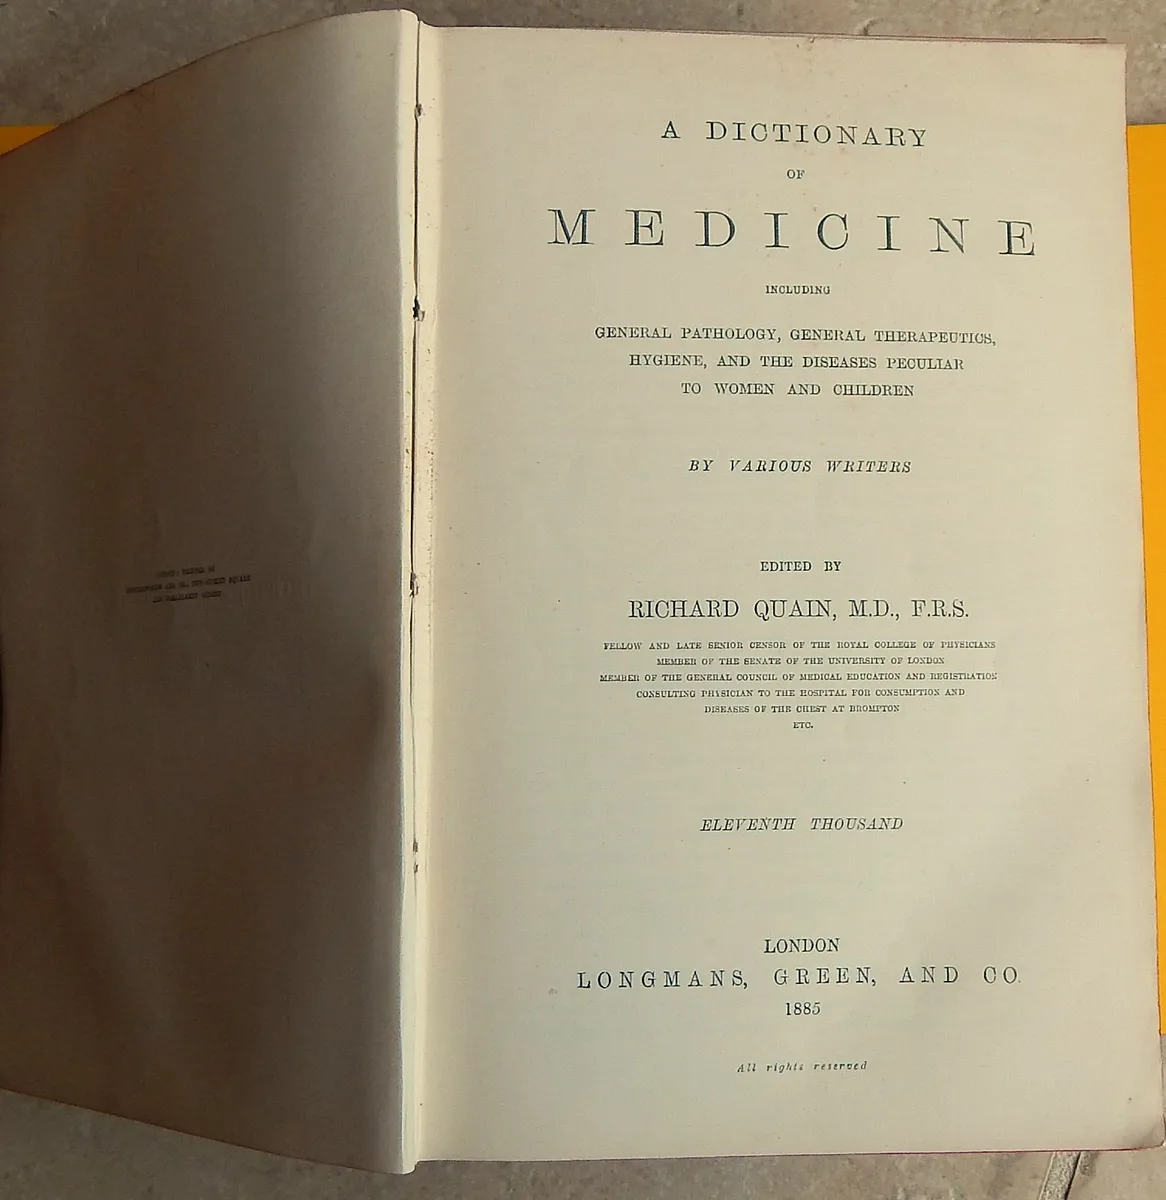 PRINTED BY
SQUARE
A DICTIONARY
OF
MEDICINE
INCLUDING
GENERAL PATHOLOGY, GENERAL THERAPEUTICS,
HYGIENE, AND THE DISEASES PECULIAR
TO WOMEN AND CHILDREN
BY VARIOUS WRITERS
EDITED BY
RICHARD QUAIN, M.D., F.R.S.
FELLOW AND LATE SENIOR CENSOR OF THE ROYAL COLLEGE OF PHYSICIANS
MEMBER OF THE SENATE OF THE UNIVERSITY OF LONDON
MEMBER OF THE GENERAL COUNCIL OF MEDICAL EDUCATION AND REGISTRATION
CONSULTING PHYSICIAN TO THE HOSPITAL FOR CONSUMPTION AND
DISEASES OF THE CHEST AT BROMPTON
ETC.
ELEVENTH THOUSAND
LONDON
LONGMANS, GREEN, AND CO.
1885
All rights reserved